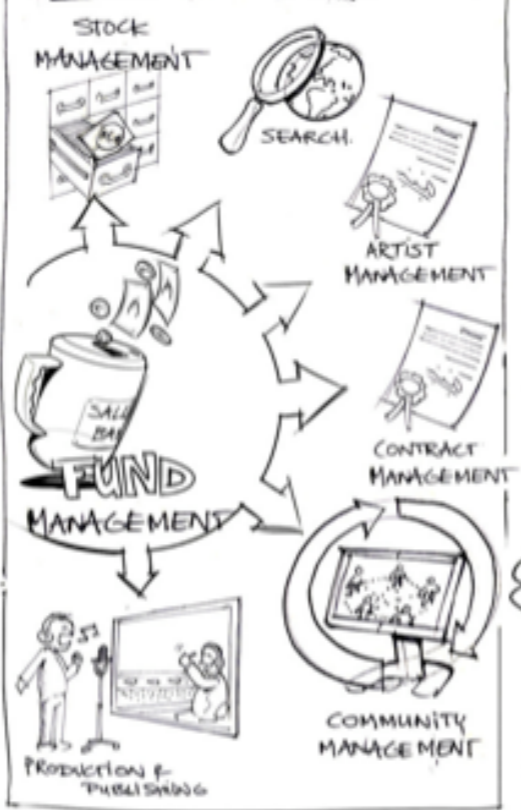 STOCK
MANAGEMENT
SEARCH.
ARTIST
MANAGEMENT
CONTRACT
MANAGEMENT
FUND
MANAGEMENT
COMMUNITY
MANAGEMENT
PRODUCTION &
PUBLISHING